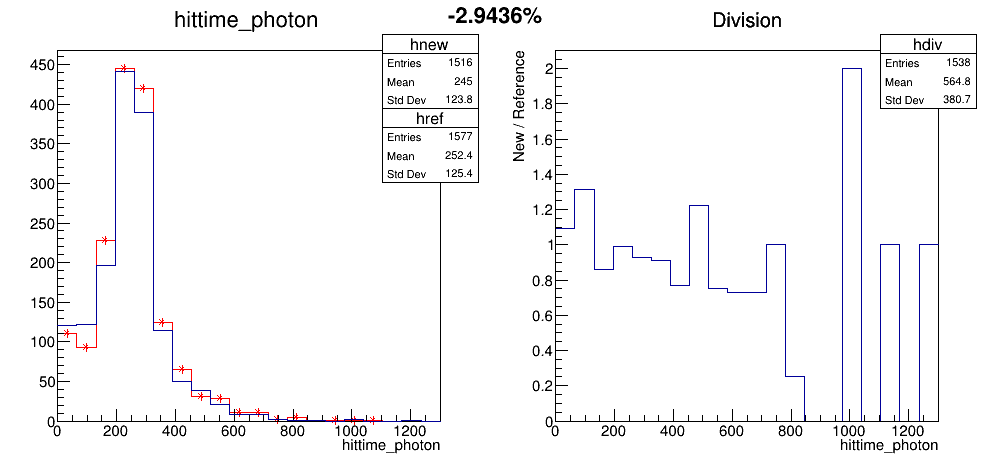 -2.9436%
hittime_photon
hnew
Entries 1516
Mean 245
Std Dev 123.8
href
Entries 1577
Mean 252.4
Std Dev 125.4
450
400
350
300
250
200
150
100
50
0
0 200 400 600 800 1000 1200
hittime_photon
Division
hdiv
Entries 1538
Mean 564.8
Std Dev 380.7
New / Reference
2
1.8
1.6
1.4
1.2
1
0.8
0.6
0.4
0.2
0
0 200 400 600 800 1000 1200
hittime_photon